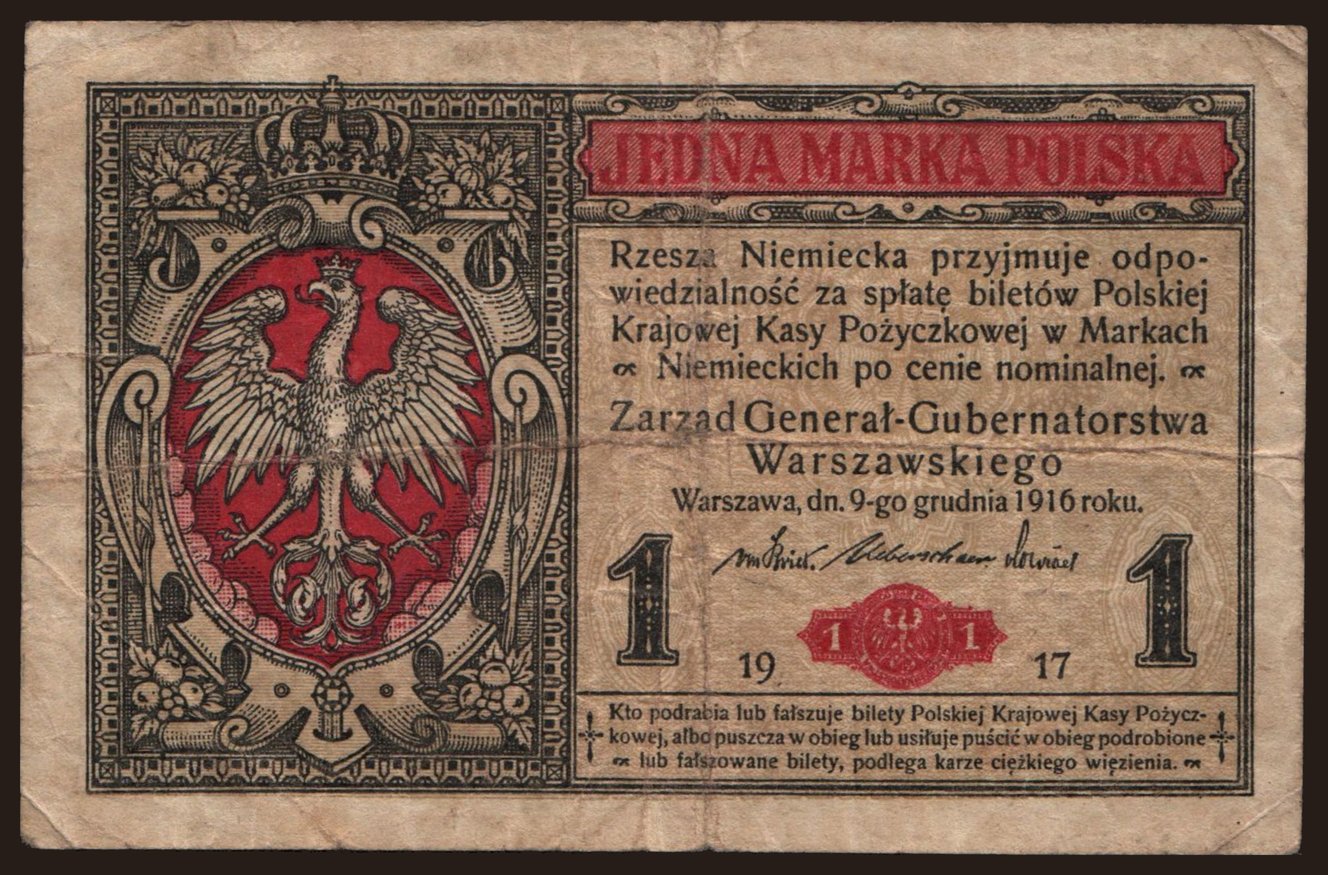 JEDNA MARKA POLSKA
Rzesza Niemiecka przyjmuje odpo-
wiedzialność za spłatę biletów Polskiej
Krajowej Kasy Pożyczkowej w Markach
Niemieckich po cenie nominalnej.
Zarząd Generał-Gubernatorstwa
Warszawskiego
Warszawa, dn. 9-go grudnia 1916 roku.
1 1
1 1
19 17
Kto podrabia lub fałszuje bilety Polskiej Krajowej Kasy Pożycz-
kowej, albo puszcza w obieg lub usiłuje puścić w obieg podrobione
lub fałszowane bilety, podlega karze ciężkiego więzienia.